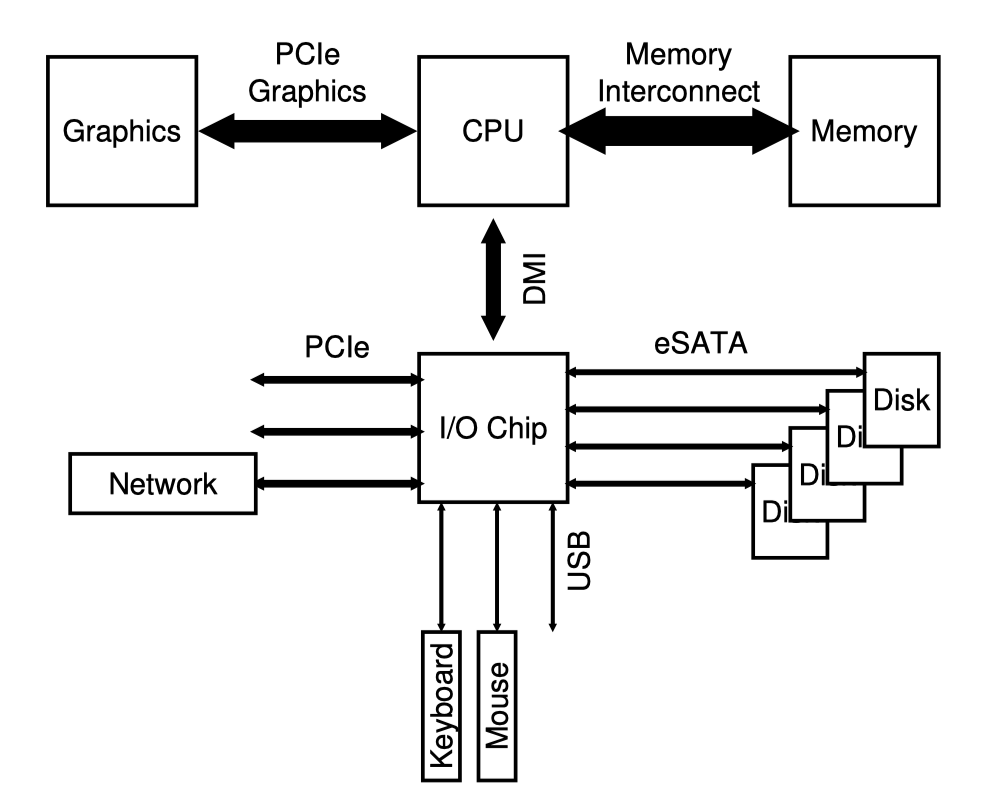 PCIe
Graphics
Memory
Interconnect
Graphics
CPU
Memory
DMI
PCIe
eSATA
I/O Chip
Disk
Di
Di
Di
Network
USB
Keyboard
Mouse